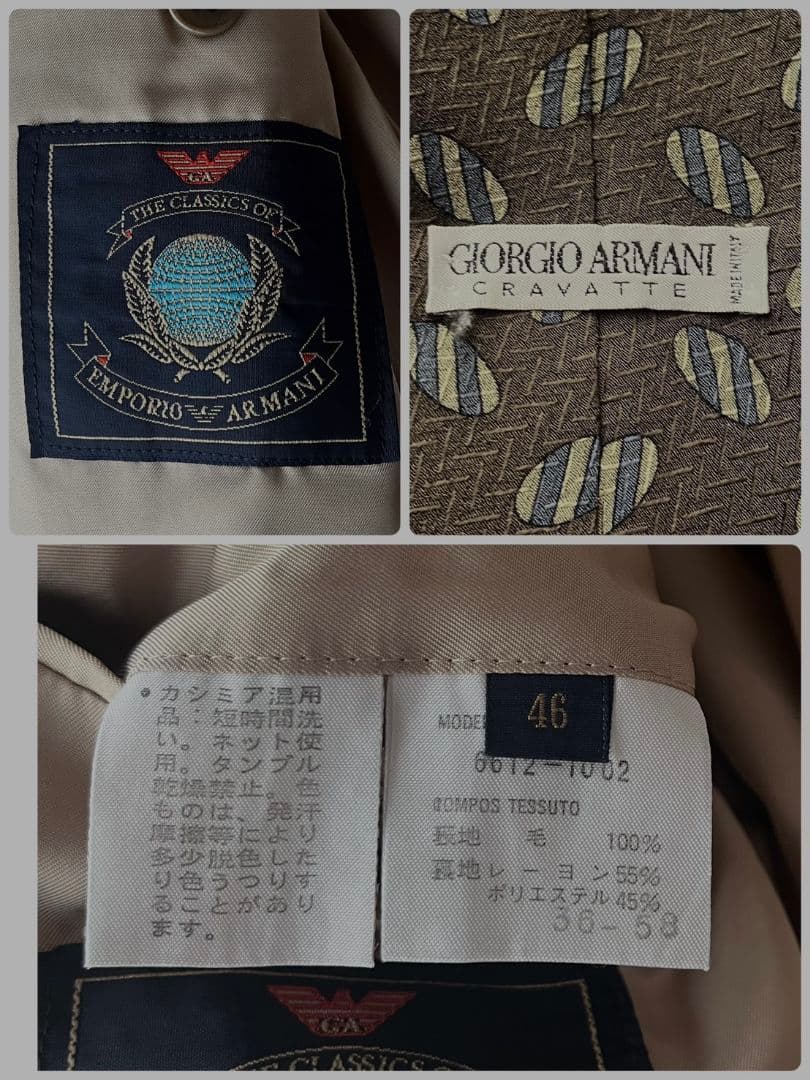 GA
THE CLASSICS OF
EMPORIO ARMANI
GIORGIO ARMANI
CRAVATTE
MADE IN ITALY
•カシミア混用
品：短時間洗
い。ネット使
用。タンブル
乾燥禁止。色
ものは、発汗
摩擦等により
多少脱色した
り色うつりす
ることがあり
ます。
46
MODE
6612-1002
COMPOS TESSUTO
表地 毛 100%
裏地レーヨン55%
ポリエステル45%
36-58
GA
THE CLASSICS OF